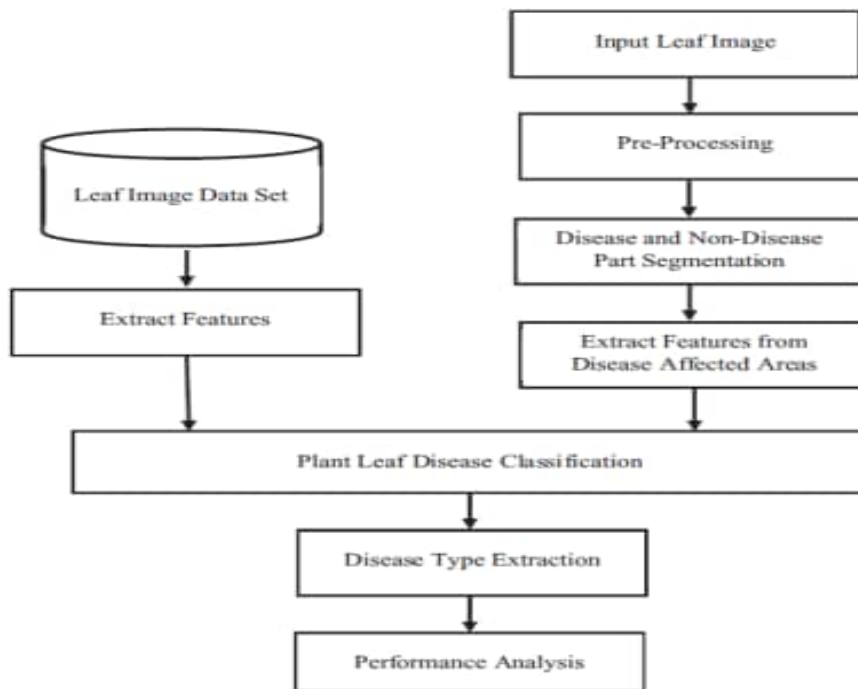 Input Leaf Image
Pre-Processing
Leaf Image Data Set
Disease and Non-Disease
Part Segmentation
Extract Features
Extract Features from
Disease Affected Areas
Plant Leaf Disease Classification
Disease Type Extraction
Performance Analysis